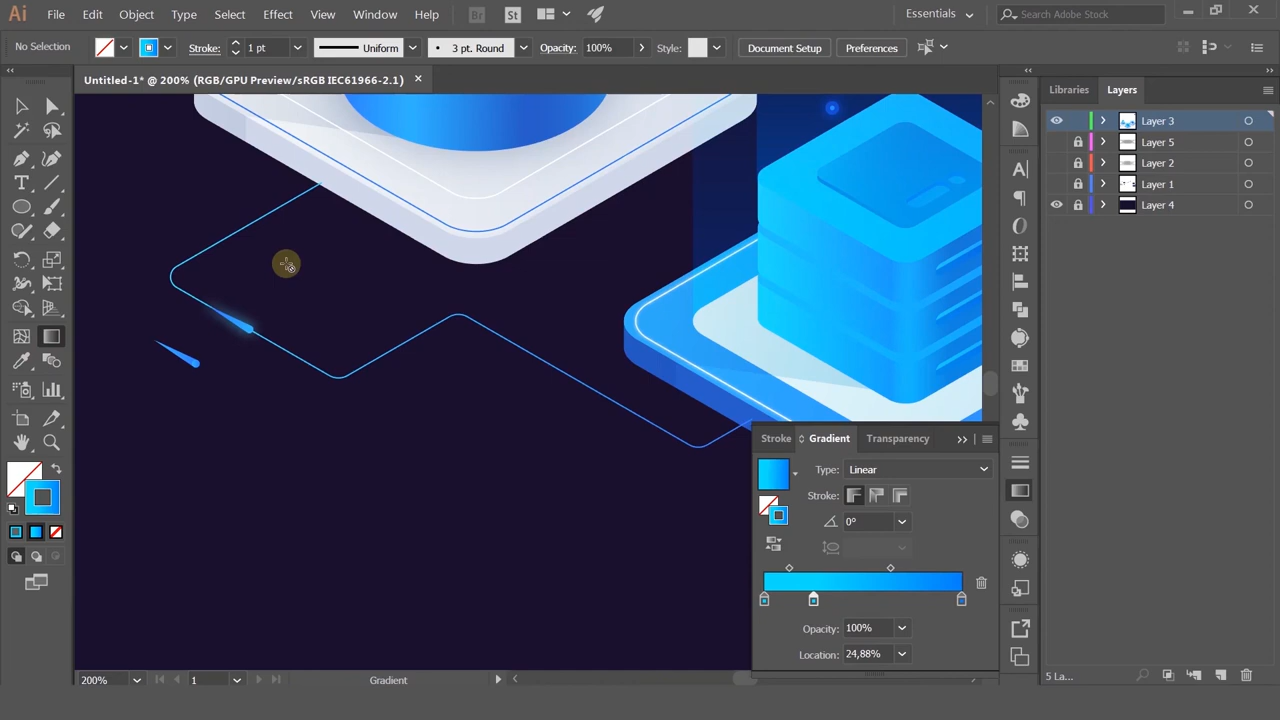 Ai File Edit Object Type Select Effect View Window Help Br St Essentials Search Adobe Stock
No Selection Stroke: 1 pt Uniform 3 pt. Round Opacity: 100% Style: Document Setup Preferences
Untitled-1* @ 200% (RGB/GPU Preview/sRGB IEC61966-2.1)
Libraries Layers
Layer 3
Layer 5
Layer 2
Layer 1
Layer 4
Stroke Gradient Transparency
Type: Linear
Stroke:
0°
Opacity: 100%
Location: 24,88%
200% 1 Gradient
5 La...